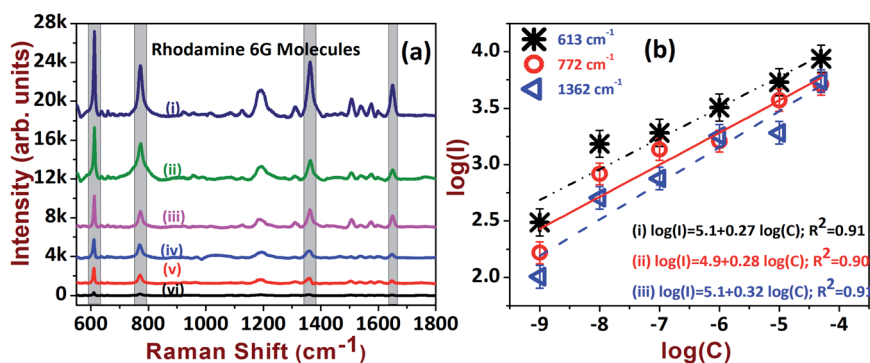 Rhodamine 6G Molecules
(a)
28k
24k
20k
16k
12k
8k
4k
0
Intensity (arb. units)
(i)
(ii)
(iii)
(iv)
(v)
(vi)
600 800 1000 1200 1400 1600 1800
Raman Shift (cm⁻¹)
(b)
613 cm⁻¹
772 cm⁻¹
1362 cm⁻¹
4.0
3.5
3.0
2.5
2.0
log(I)
(i) log(I)=5.1+0.27 log(C); R²=0.91
(ii) log(I)=4.9+0.28 log(C); R²=0.90
(iii) log(I)=5.1+0.32 log(C); R²=0.91
-9 -8 -7 -6 -5 -4
log(C)